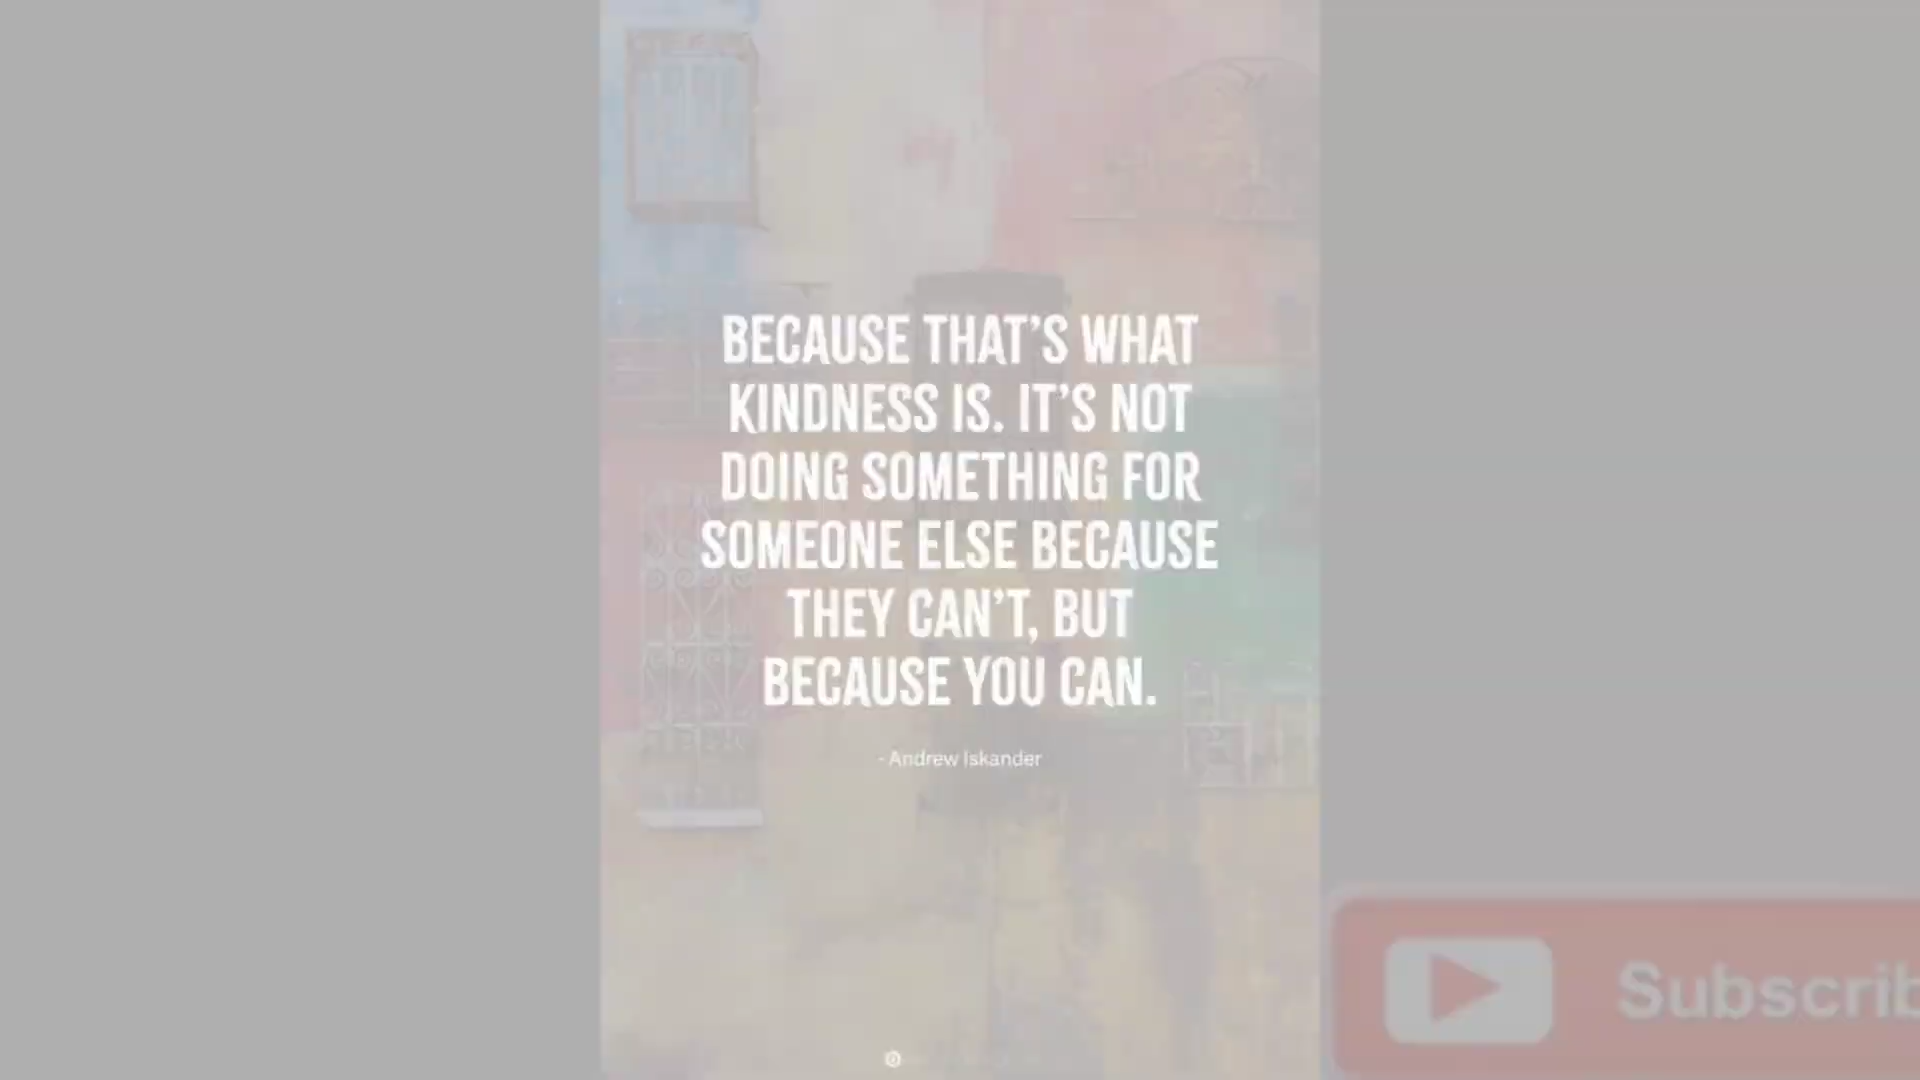 BECAUSE THAT’S WHAT
KINDNESS IS. IT’S NOT
DOING SOMETHING FOR
SOMEONE ELSE BECAUSE
THEY CAN’T, BUT
BECAUSE YOU CAN.
- Andrew Iskander
Subscrib